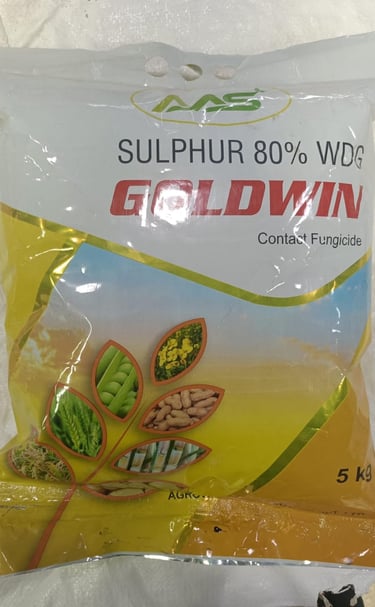 AAS
SULPHUR 80% WDG
GOLDWIN
Contact Fungicide
5 kg